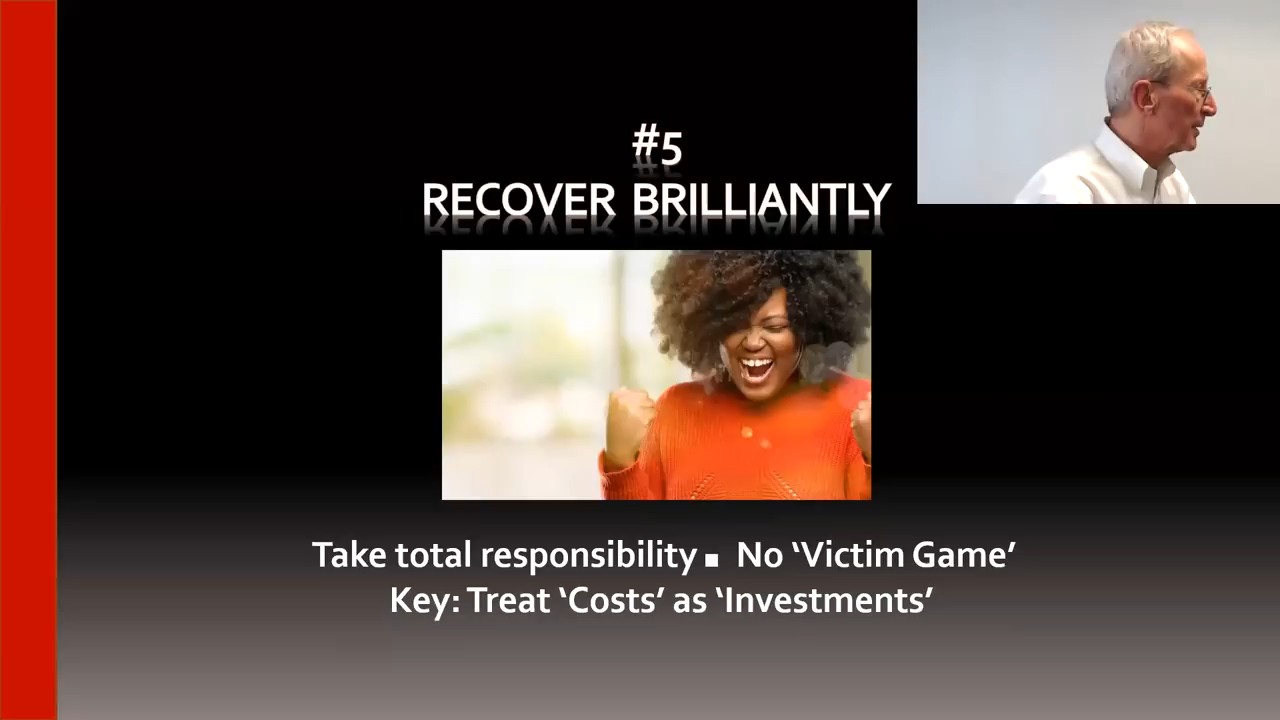 #5
RECOVER BRILLIANTLY
Take total responsibility ■ No ‘Victim Game’
Key: Treat ‘Costs’ as ‘Investments’